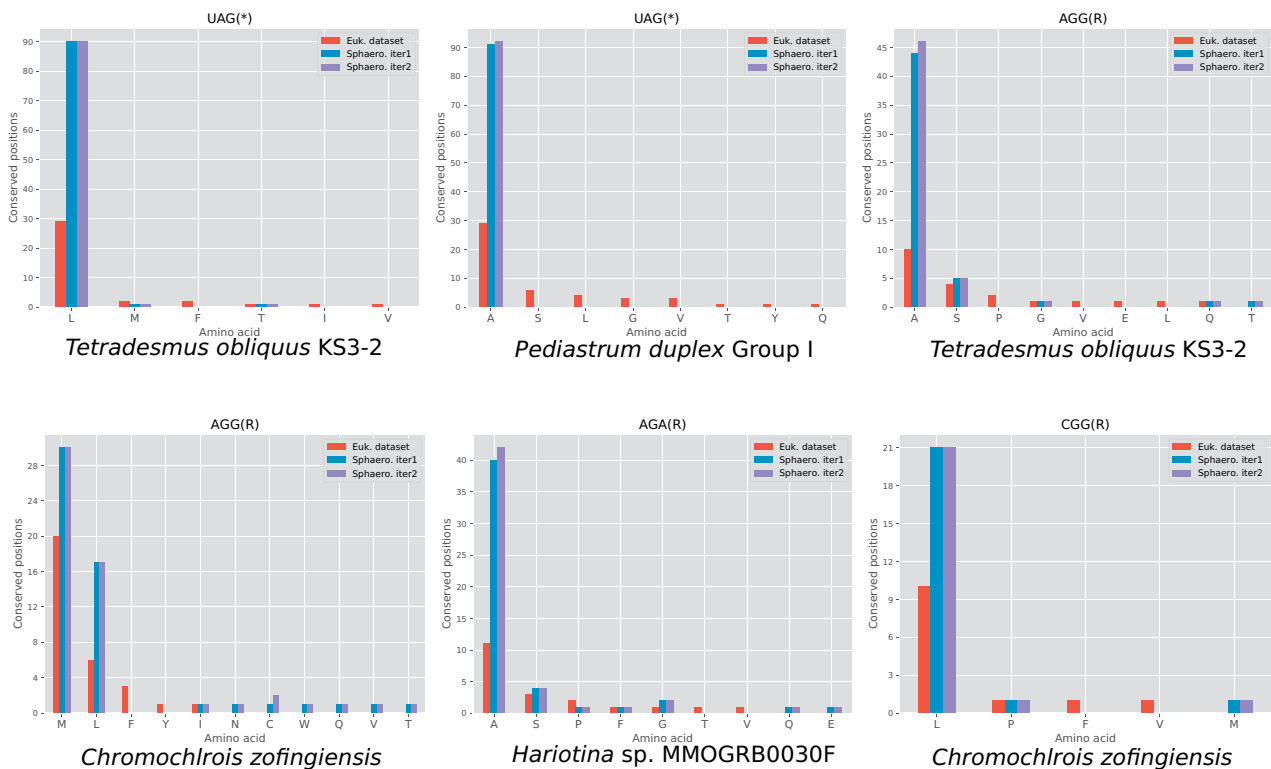 UAG(*)
Conserved positions
90
80
70
60
50
40
30
20
10
0
Euk. dataset
Sphaero. iter1
Sphaero. iter2
L M F T I V
Amino acid
Tetradesmus obliquus KS3-2
UAG(*)
Conserved positions
90
80
70
60
50
40
30
20
10
0
Euk. dataset
Sphaero. iter1
Sphaero. iter2
A S L G V T Y Q
Amino acid
Pediastrum duplex Group I
AGG(R)
Conserved positions
45
40
35
30
25
20
15
10
5
0
Euk. dataset
Sphaero. iter1
Sphaero. iter2
A S P G V E L Q T
Amino acid
Tetradesmus obliquus KS3-2
AGG(R)
Conserved positions
28
24
20
16
12
8
4
0
Euk. dataset
Sphaero. iter1
Sphaero. iter2
M L F Y I N C W Q V T
Amino acid
Chromochlrois zofingiensis
AGA(R)
Conserved positions
40
35
30
25
20
15
10
5
0
Euk. dataset
Sphaero. iter1
Sphaero. iter2
A S P F G T V Q E
Amino acid
Hariotina sp. MMOGRB0030F
CGG(R)
Conserved positions
21
18
15
12
9
6
3
0
Euk. dataset
Sphaero. iter1
Sphaero. iter2
L P F V M
Amino acid
Chromochlrois zofingiensis